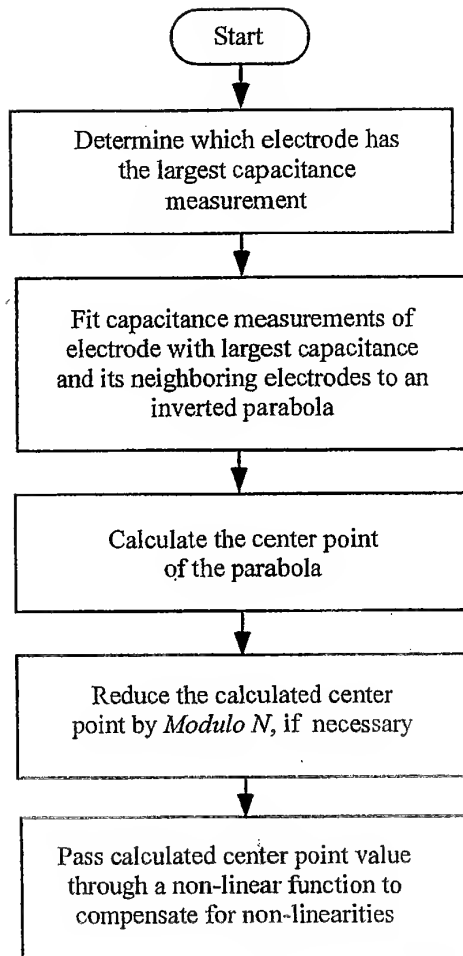 Start
Determine which electrode has
the largest capacitance
measurement
Fit capacitance measurements of
electrode with largest capacitance
and its neighboring electrodes to an
inverted parabola
Calculate the center point
of the parabola
Reduce the calculated center
point by Modulo N, if necessary
Pass calculated center point value
through a non-linear function to
compensate for non-linearities